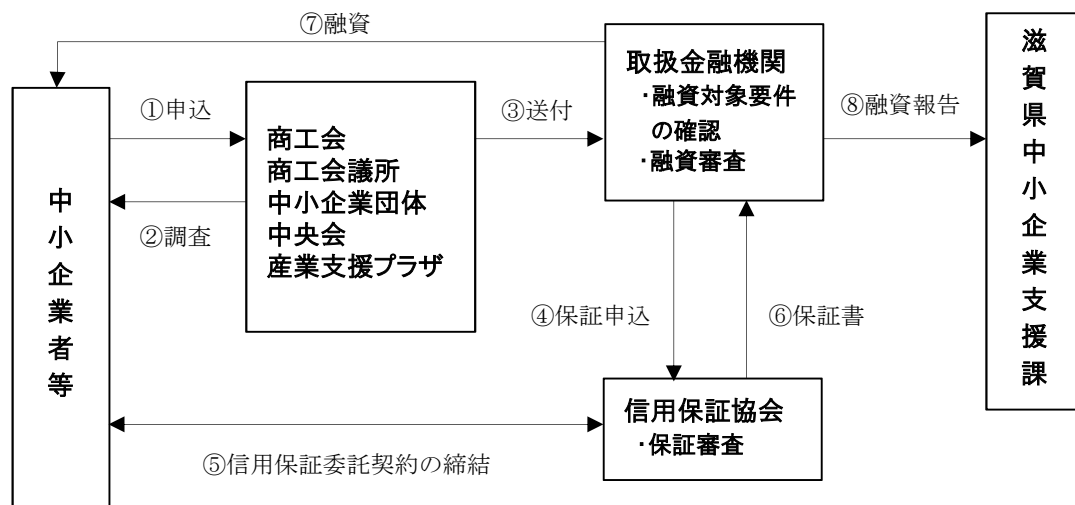 ⑦融資
中小企業者等
①申込
②調査
商工会
商工会議所
中小企業団体
中央会
産業支援プラザ
③送付
取扱金融機関
・融資対象要件
の確認
・融資審査
⑧融資報告
滋賀県中小企業支援課
④保証申込
⑥保証書
信用保証協会
・保証審査
⑤信用保証委託契約の締結